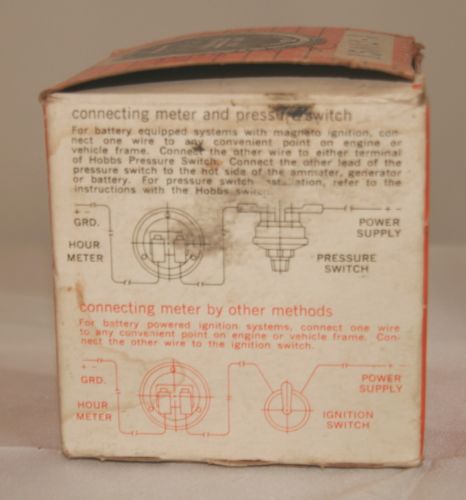 connecting meter and pressure switch
For battery equipped systems with magneto ignition, con-
nect one wire to any convenient point on engine or
vehicle frame. Connect the other wire to either terminal
of Hobbs Pressure Switch. Connect the other lead of the
pressure switch to the hot side of the ammater, generator
or battery. For pressure switch installation, refer to the
instructions with the Hobbs switch.
GRD.
HOUR
METER
POWER
SUPPLY
PRESSURE
SWITCH
connecting meter by other methods
For battery powered ignition systems, connect one wire
to any convenient point on engine or vehicle frame. Con-
nect the other wire to the ignition switch.
GRD.
HOUR
METER
POWER
SUPPLY
IGNITION
SWITCH